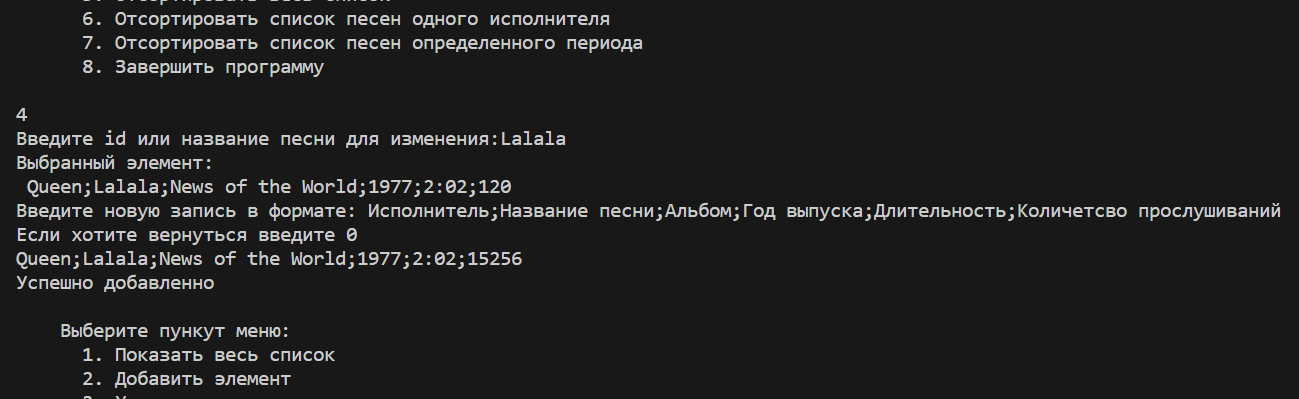 6. Отсортировать список песен одного исполнителя
7. Отсортировать список песен определенного периода
8. Завершить программу
4
Введите id или название песни для изменения:Lalala
Выбранный элемент:
Queen;Lalala;News of the World;1977;2:02;120
Введите новую запись в формате: Исполнитель;Название песни;Альбом;Год выпуска;Длительность;Количетсво прослушиваний
Если хотите вернуться введите 0
Queen;Lalala;News of the World;1977;2:02;15256
Успешно добавленно
Выберите пункут меню:
1. Показать весь список
2. Добавить элемент